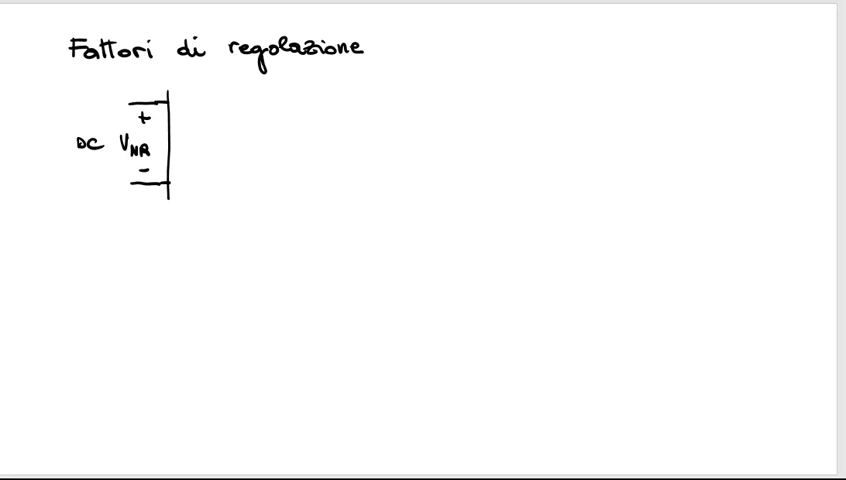 Fattori di regolazione
+
DC V_NR
-